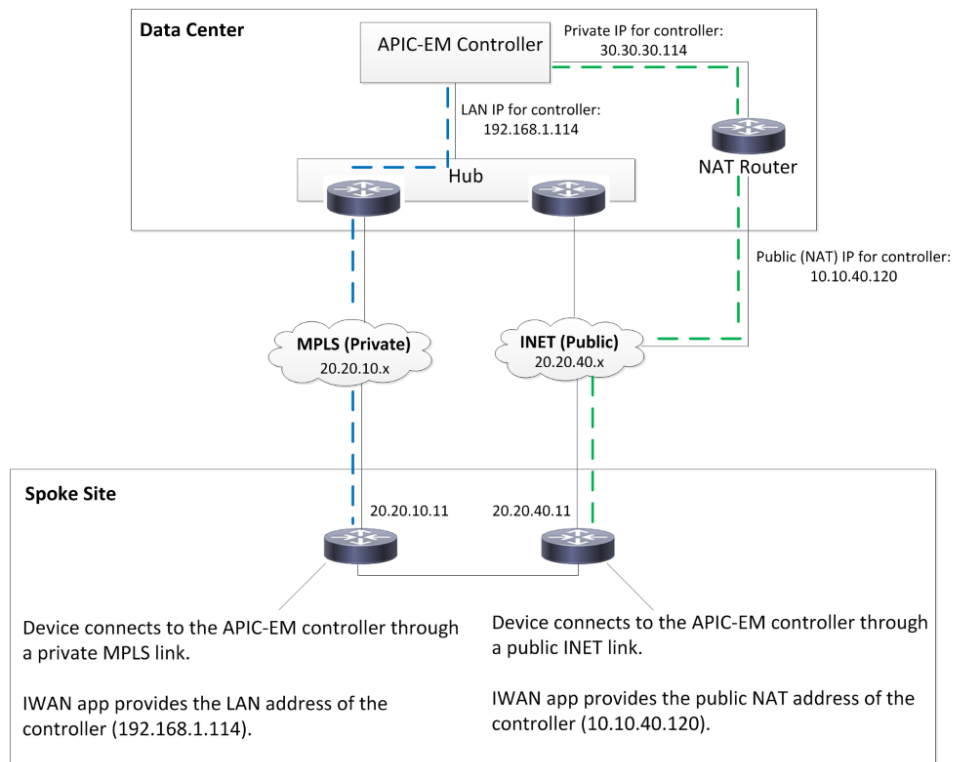 Data Center
APIC-EM Controller
Private IP for controller:
30.30.30.114
LAN IP for controller:
192.168.1.114
Hub
NAT Router
Public (NAT) IP for controller:
10.10.40.120
MPLS (Private)
20.20.10.x
INET (Public)
20.20.40.x
Spoke Site
20.20.10.11
20.20.40.11
Device connects to the APIC-EM controller through
a private MPLS link.
IWAN app provides the LAN address of the
controller (192.168.1.114).
Device connects to the APIC-EM controller through
a public INET link.
IWAN app provides the public NAT address of the
controller (10.10.40.120).